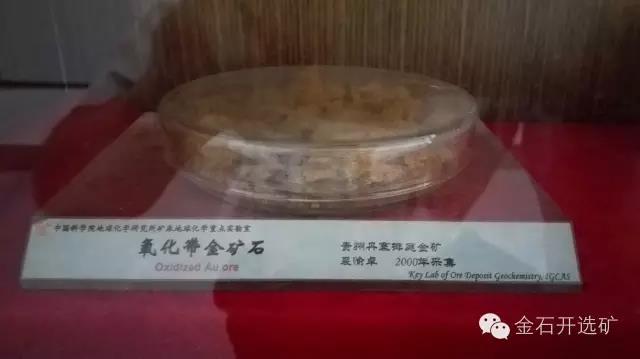 中国科学院地球化学研究所矿床地球化学重点实验室
氧化带金矿石
Oxidized Au ore
贵州丹寨排庭金矿
2000年采集
Key Lab of Ore Deposit Geochemistry, IGCAS
金石开选矿